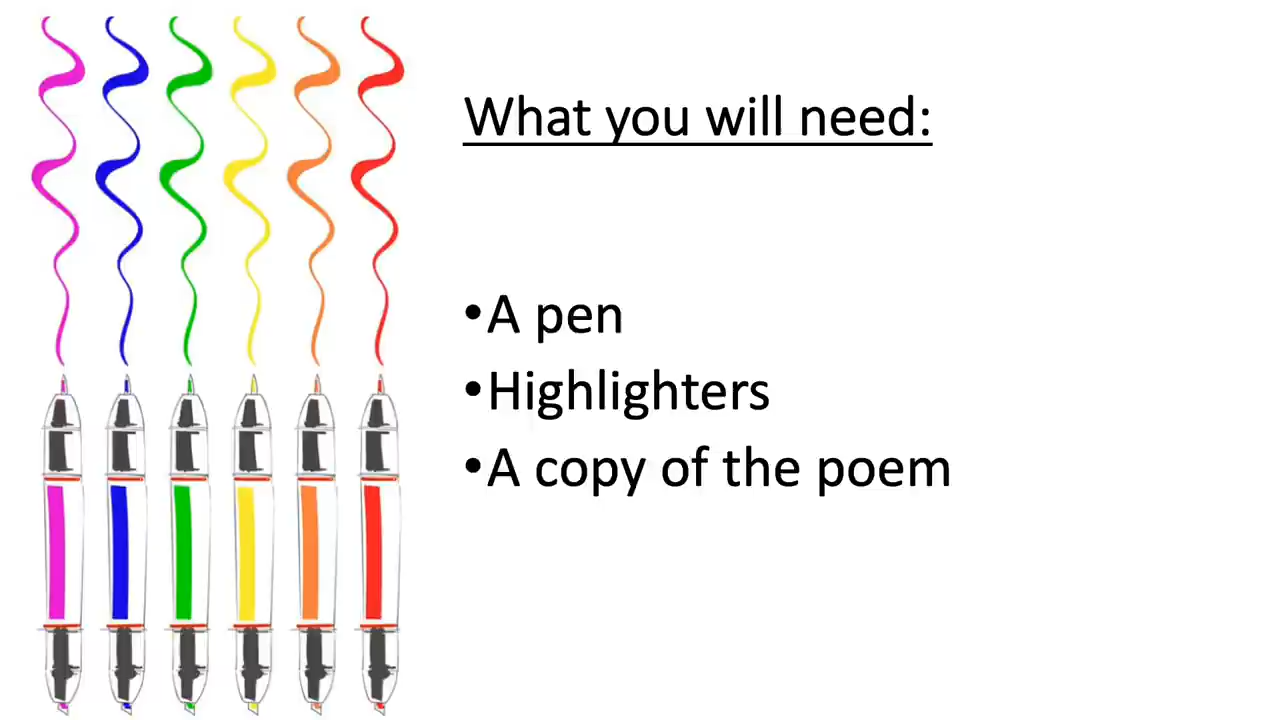 What you will need:
•A pen
•Highlighters
•A copy of the poem